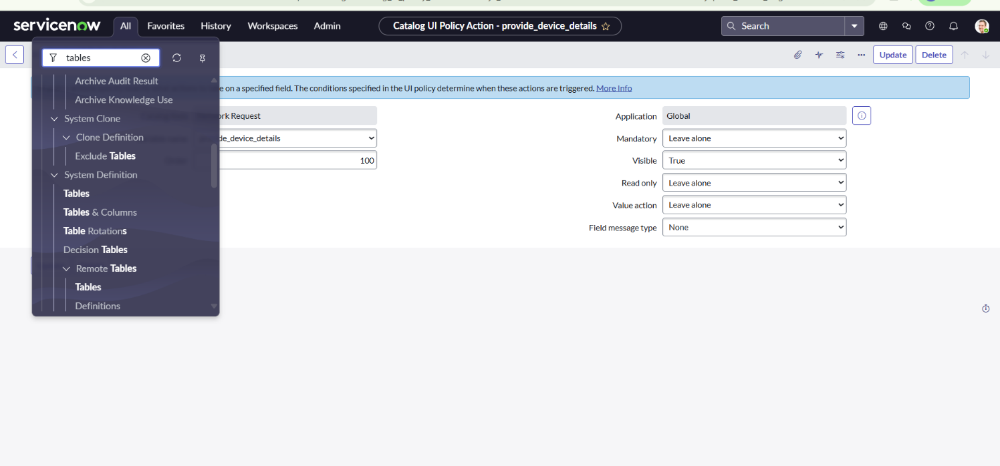 servicenow All Favorites History Workspaces Admin Catalog UI Policy Action - provide_device_details Search
tables
Update Delete
Archive Audit Result
Archive Knowledge Use
System Clone
Clone Definition
Exclude Tables
System Definition
Tables
Tables & Columns
Table Rotations
Decision Tables
Remote Tables
Tables
Definitions
on a specified field. The conditions specified in the UI policy determine when these actions are triggered. More Info
Request
_device_details
100
Application Global
Mandatory Leave alone
Visible True
Read only Leave alone
Value action Leave alone
Field message type None